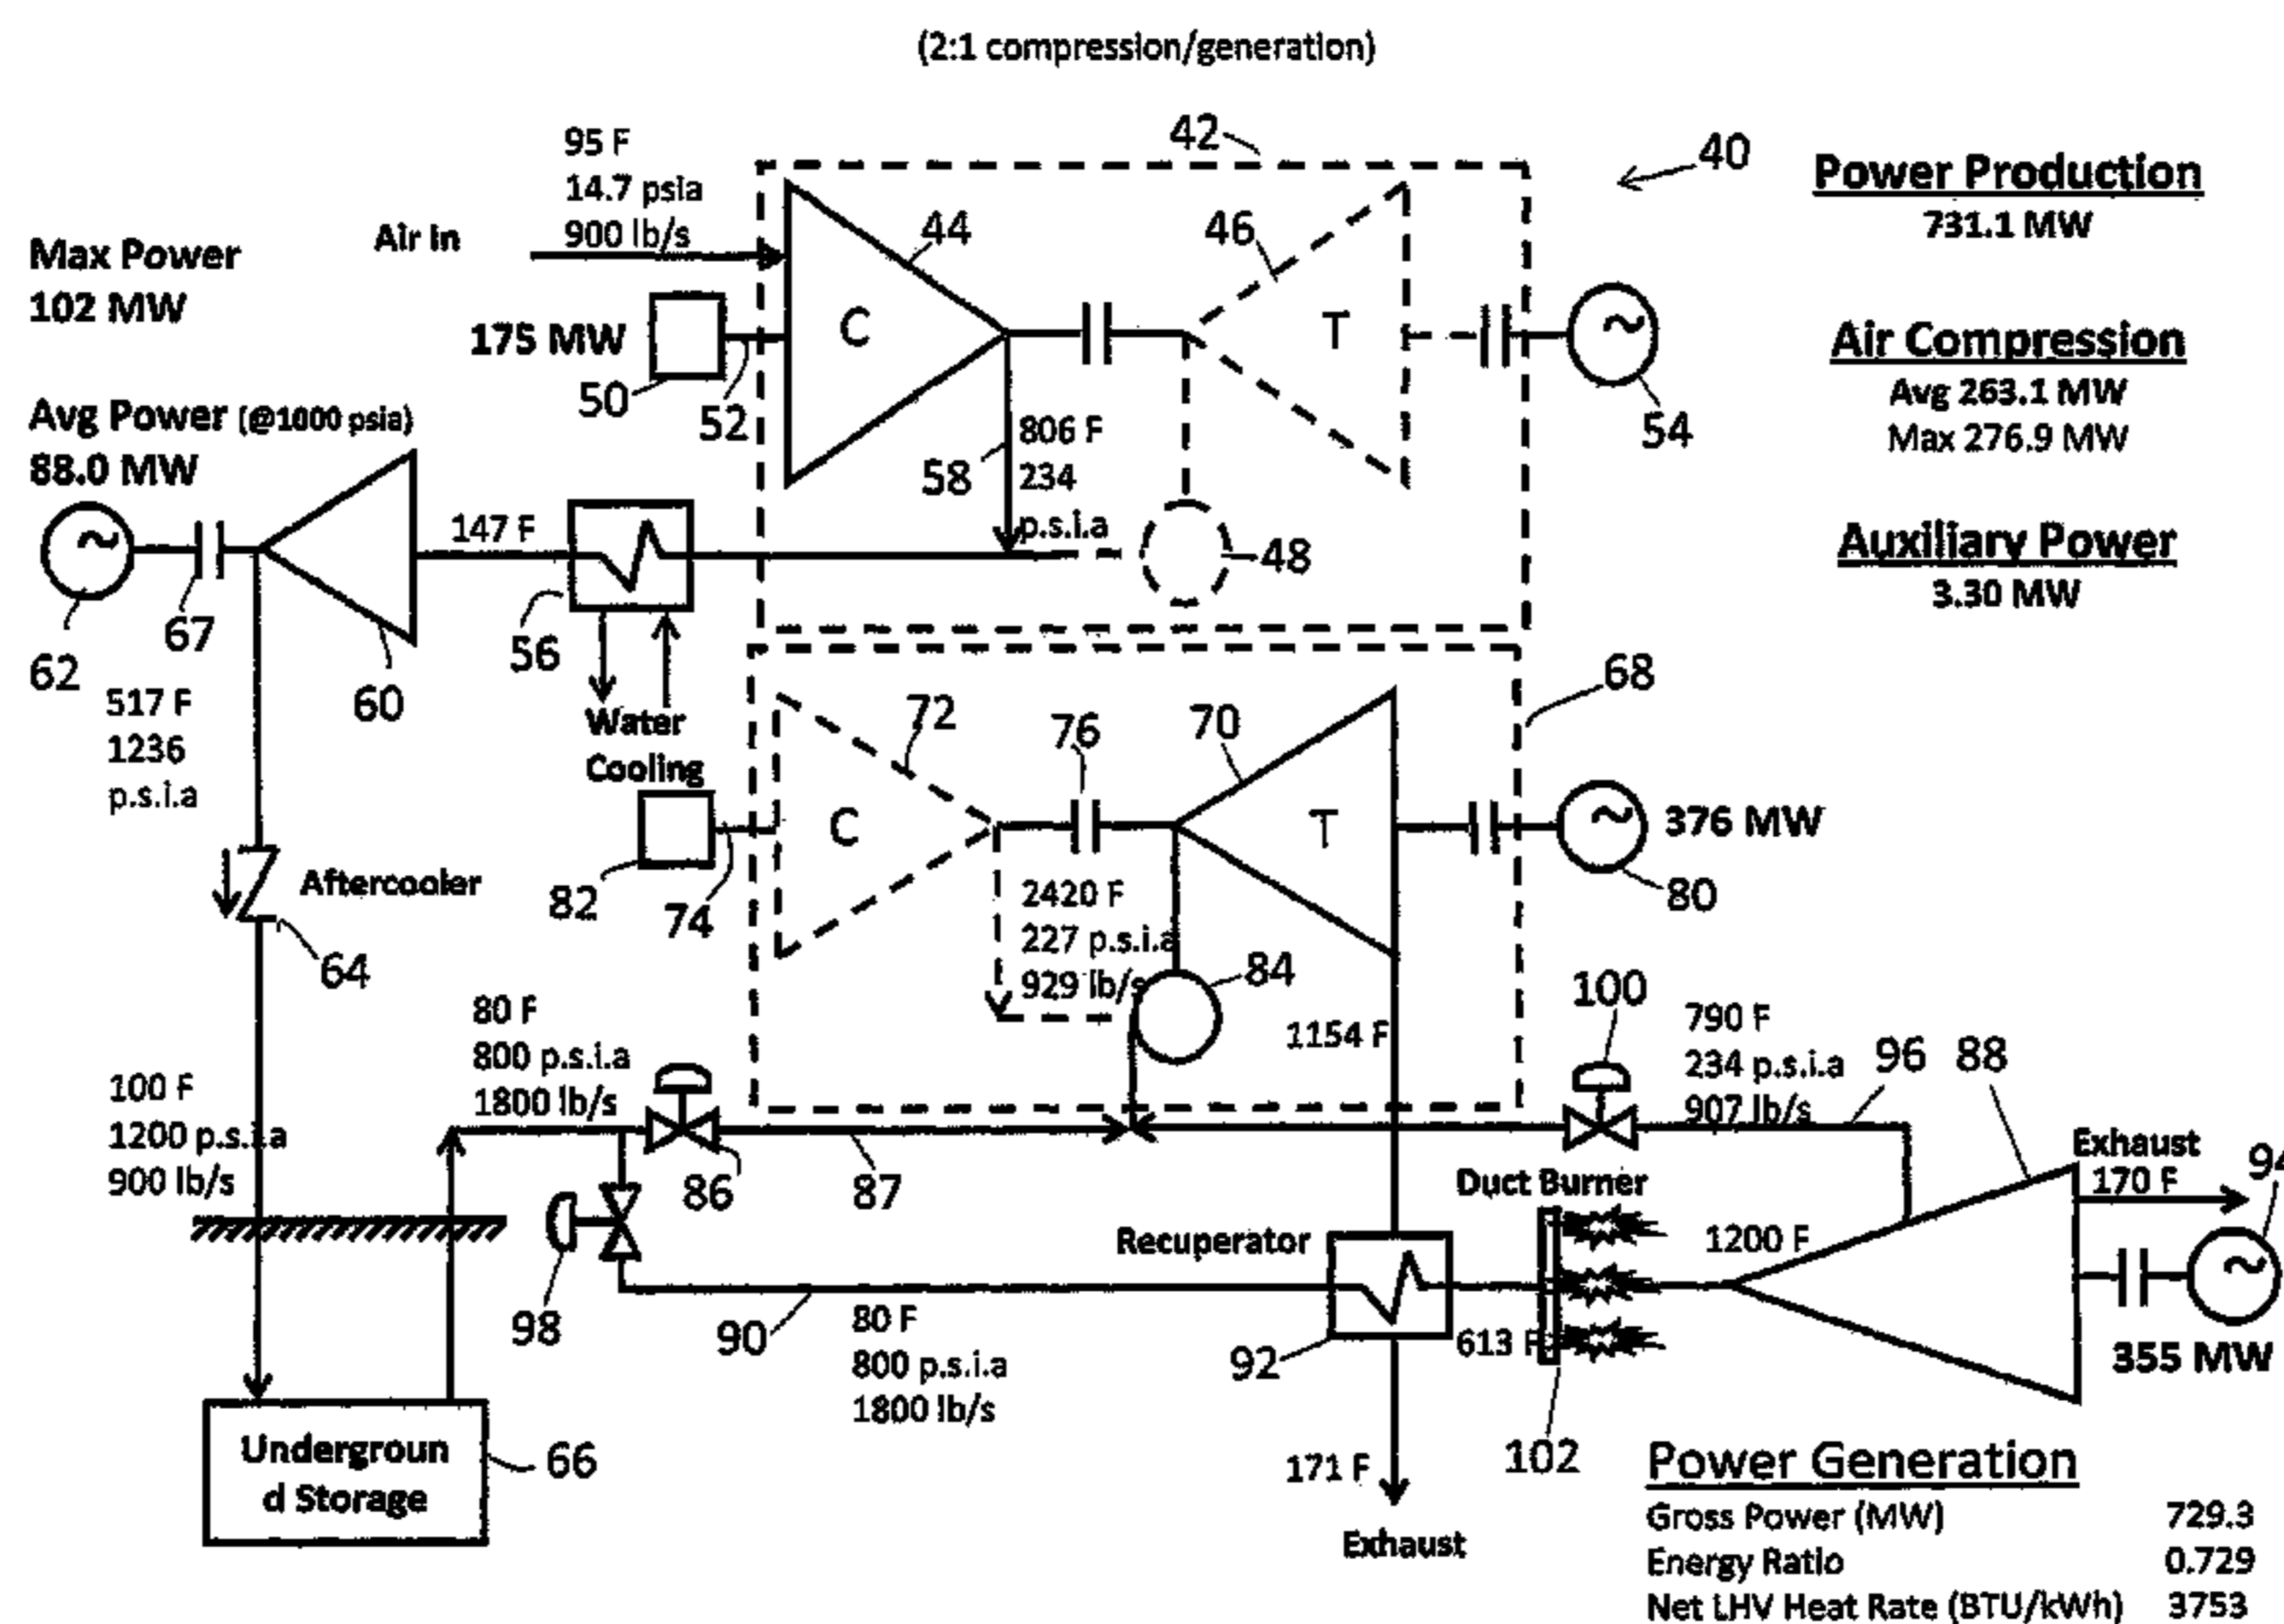 (2:1 compression/generation)
95 F
14.7 psia
900 lb/s
Air in
42
40
44
46
C
T
Max Power
102 MW
175 MW
50
52
54
Power Production
731.1 MW
Air Compression
Avg 263.1 MW
Max 276.9 MW
Auxiliary Power
3.30 MW
Avg Power (@1000 psia)
88.0 MW
806 F
234
p.s.i.a
58
48
147 F
56
62
67
60
517 F
1236
p.s.i.a
Water
Cooling
72
76
70
68
C
T
82
74
2420 F
227 p.s.i.a
929 lb/s
84
376 MW
80
Aftercooler
64
1154 F
100
790 F
234 p.s.i.a
907 lb/s
96
88
80 F
800 p.s.i.a
1800 lb/s
100 F
1200 p.s.i.a
900 lb/s
86
87
Duct Burner
Exhaust
170 F
94
98
90
Recuperator
1200 F
80 F
800 p.s.i.a
1800 lb/s
92
613 F
102
355 MW
Undergroun
d Storage
66
171 F
Exhaust
Power Generation
Gross Power (MW) 729.3
Energy Ratio 0.729
Net LHV Heat Rate (BTU/kWh) 3753